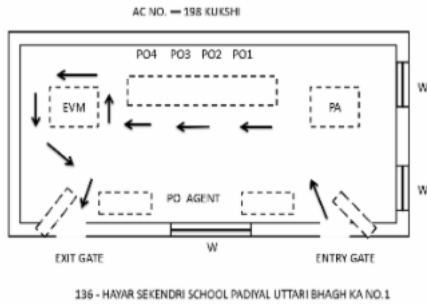 AC NO. — 198 KUKSHI
PO4 PO3 PO2 PO1
EVM
PA
W
W
PO AGENT
W
EXIT GATE
ENTRY GATE
136 - HAYAR SEKENDRI SCHOOL PADIYAL UTTARI BHAGH KA NO.1